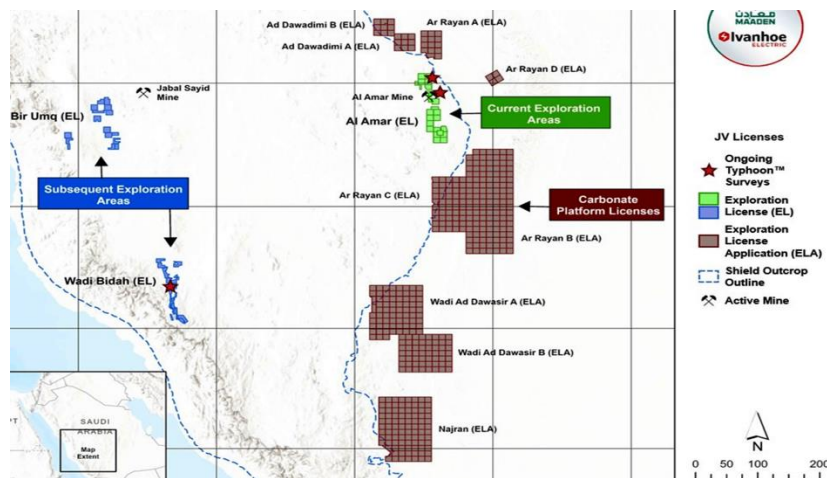 Ad Dawadimi B (ELA)
Ar Rayan A (ELA)
Ad Dawadimi A (ELA)
معادن
MAADEN
Ivanhoe
ELECTRIC
Ar Rayan D (ELA)
Jabal Sayid
Mine
Al Amar Mine
Bir Umq (EL)
Al Amar (EL)
Current Exploration
Areas
JV Licenses
Ongoing
Typhoon™
Surveys
Exploration
License (EL)
Exploration
License
Application (ELA)
Shield Outcrop
Outline
Active Mine
Subsequent Exploration
Areas
Ar Rayan C (ELA)
Carbonate
Platform Licenses
Ar Rayan B (ELA)
Wadi Bidah (EL)
Wadi Ad Dawasir A (ELA)
Wadi Ad Dawasir B (ELA)
Najran (ELA)
SAUDI
ARABIA
Map
Extent
N
0 50 100 200